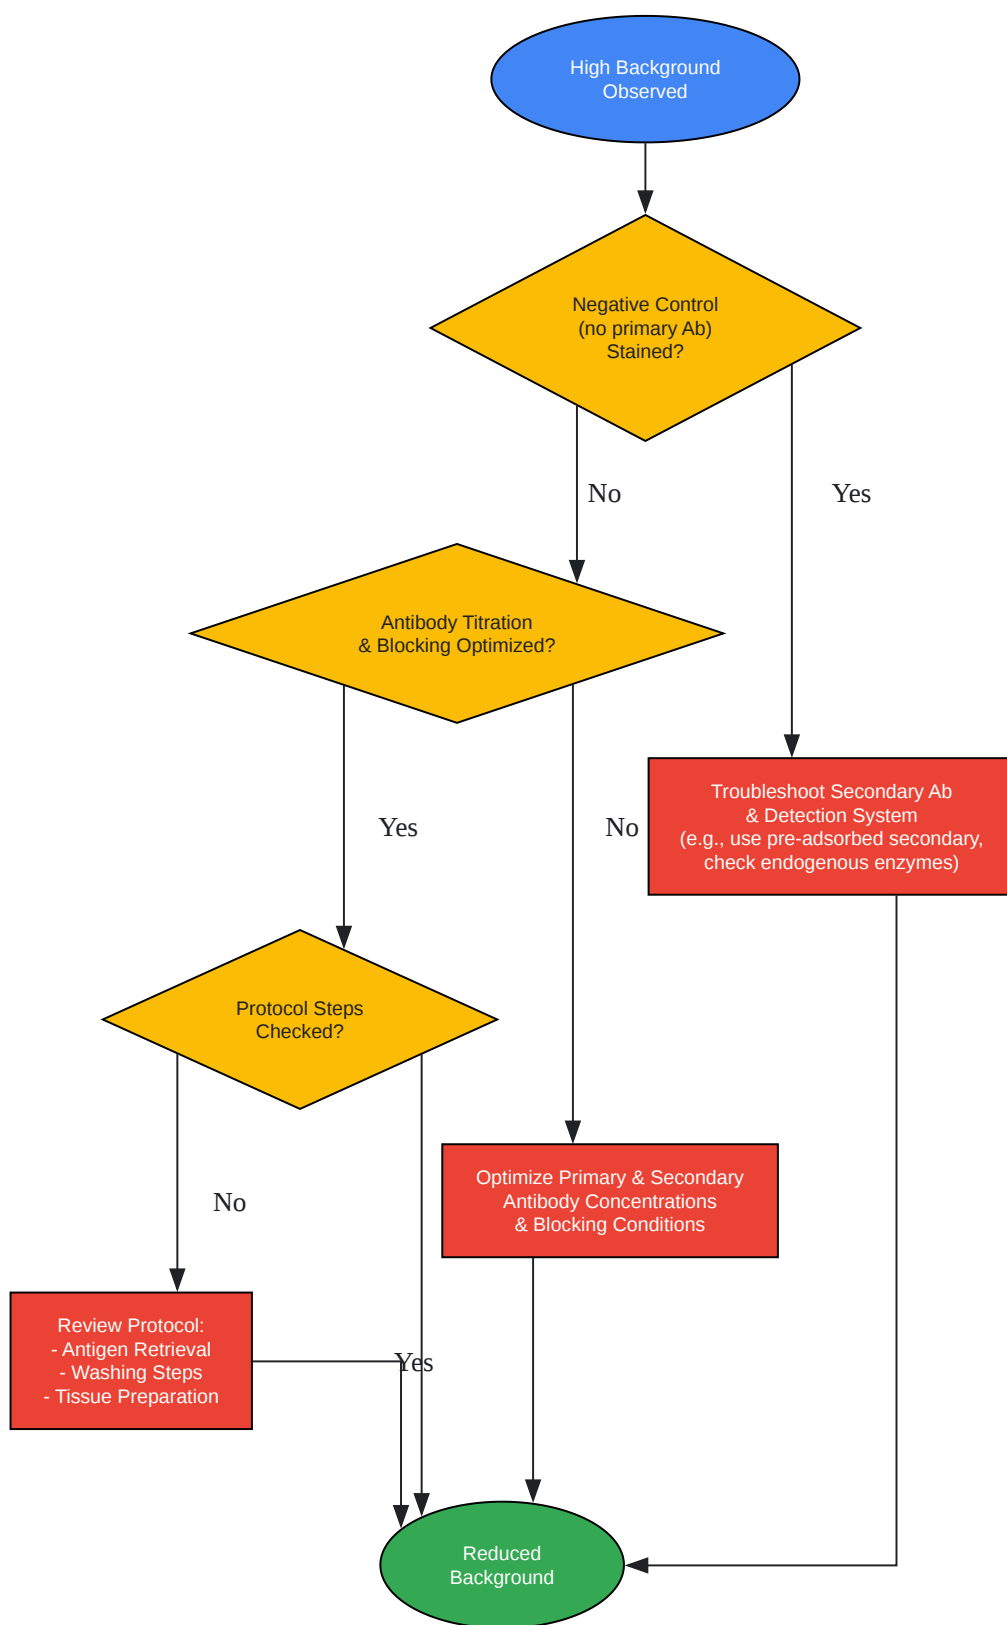 High Background
Observed
Negative Control
(no primary Ab)
Stained?
No
Yes
Antibody Titration
& Blocking Optimized?
Yes
No
Troubleshoot Secondary Ab
& Detection System
(e.g., use pre-adsorbed secondary,
check endogenous enzymes)
Protocol Steps
Checked?
No
Yes
Optimize Primary & Secondary
Antibody Concentrations
& Blocking Conditions
Review Protocol:
- Antigen Retrieval
- Washing Steps
- Tissue Preparation
Reduced
Background